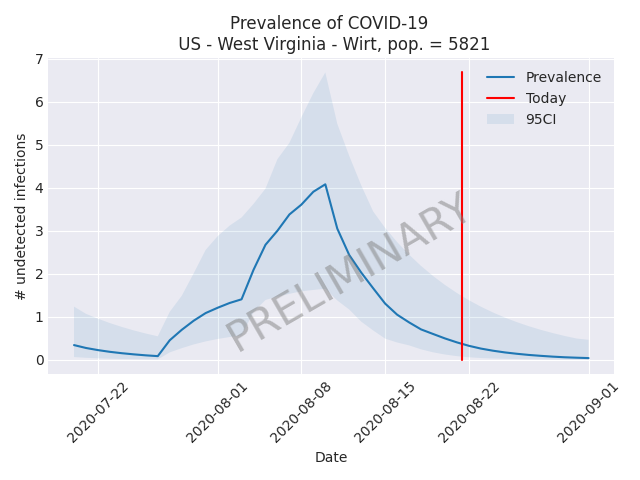 Prevalence of COVID-19
US - West Virginia - Wirt, pop. = 5821
7
6
5
4
3
2
1
0
# undetected infections
Prevalence
Today
95CI
PRELIMINARY
2020-07-22
2020-08-01
2020-08-08
2020-08-15
2020-08-22
2020-09-01
Date